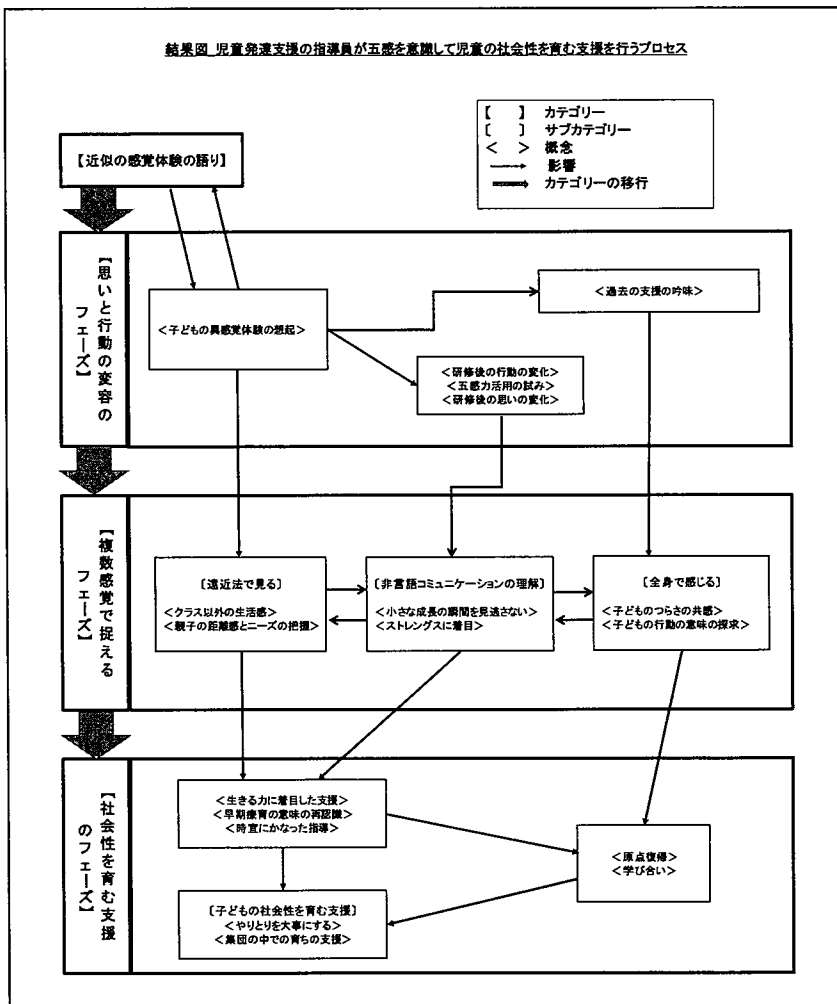 結果図_児童発達支援の指導員が五感を意識して児童の社会性を育む支援を行うプロセス
【　】　カテゴリー
〔　〕　サブカテゴリー
＜　＞　概念
影響
カテゴリーの移行
【近似の感覚体験の語り】
【思いと行動の変容の
フェーズ】
＜子どもの異感覚体験の想起＞
＜過去の支援の吟味＞
＜研修後の行動の変化＞
＜五感力活用の試み＞
＜研修後の思いの変化＞
【複数感覚で捉える
フェーズ】
〔遠近法で見る〕
＜クラス以外の生活感＞
＜親子の距離感とニーズの把握＞
〔非言語コミュニケーションの理解〕
＜小さな成長の瞬間を見逃さない＞
＜ストレングスに着目＞
〔全身で感じる〕
＜子どものつらさの共感＞
＜子どもの行動の意味の探求＞
【社会性を育む支援
のフェーズ】
＜生きる力に着目した支援＞
＜早期療育の意味の再認識＞
＜時宜にかなった指導＞
＜原点復帰＞
＜学び合い＞
〔子どもの社会性を育む支援〕
＜やりとりを大事にする＞
＜集団の中での育ちの支援＞